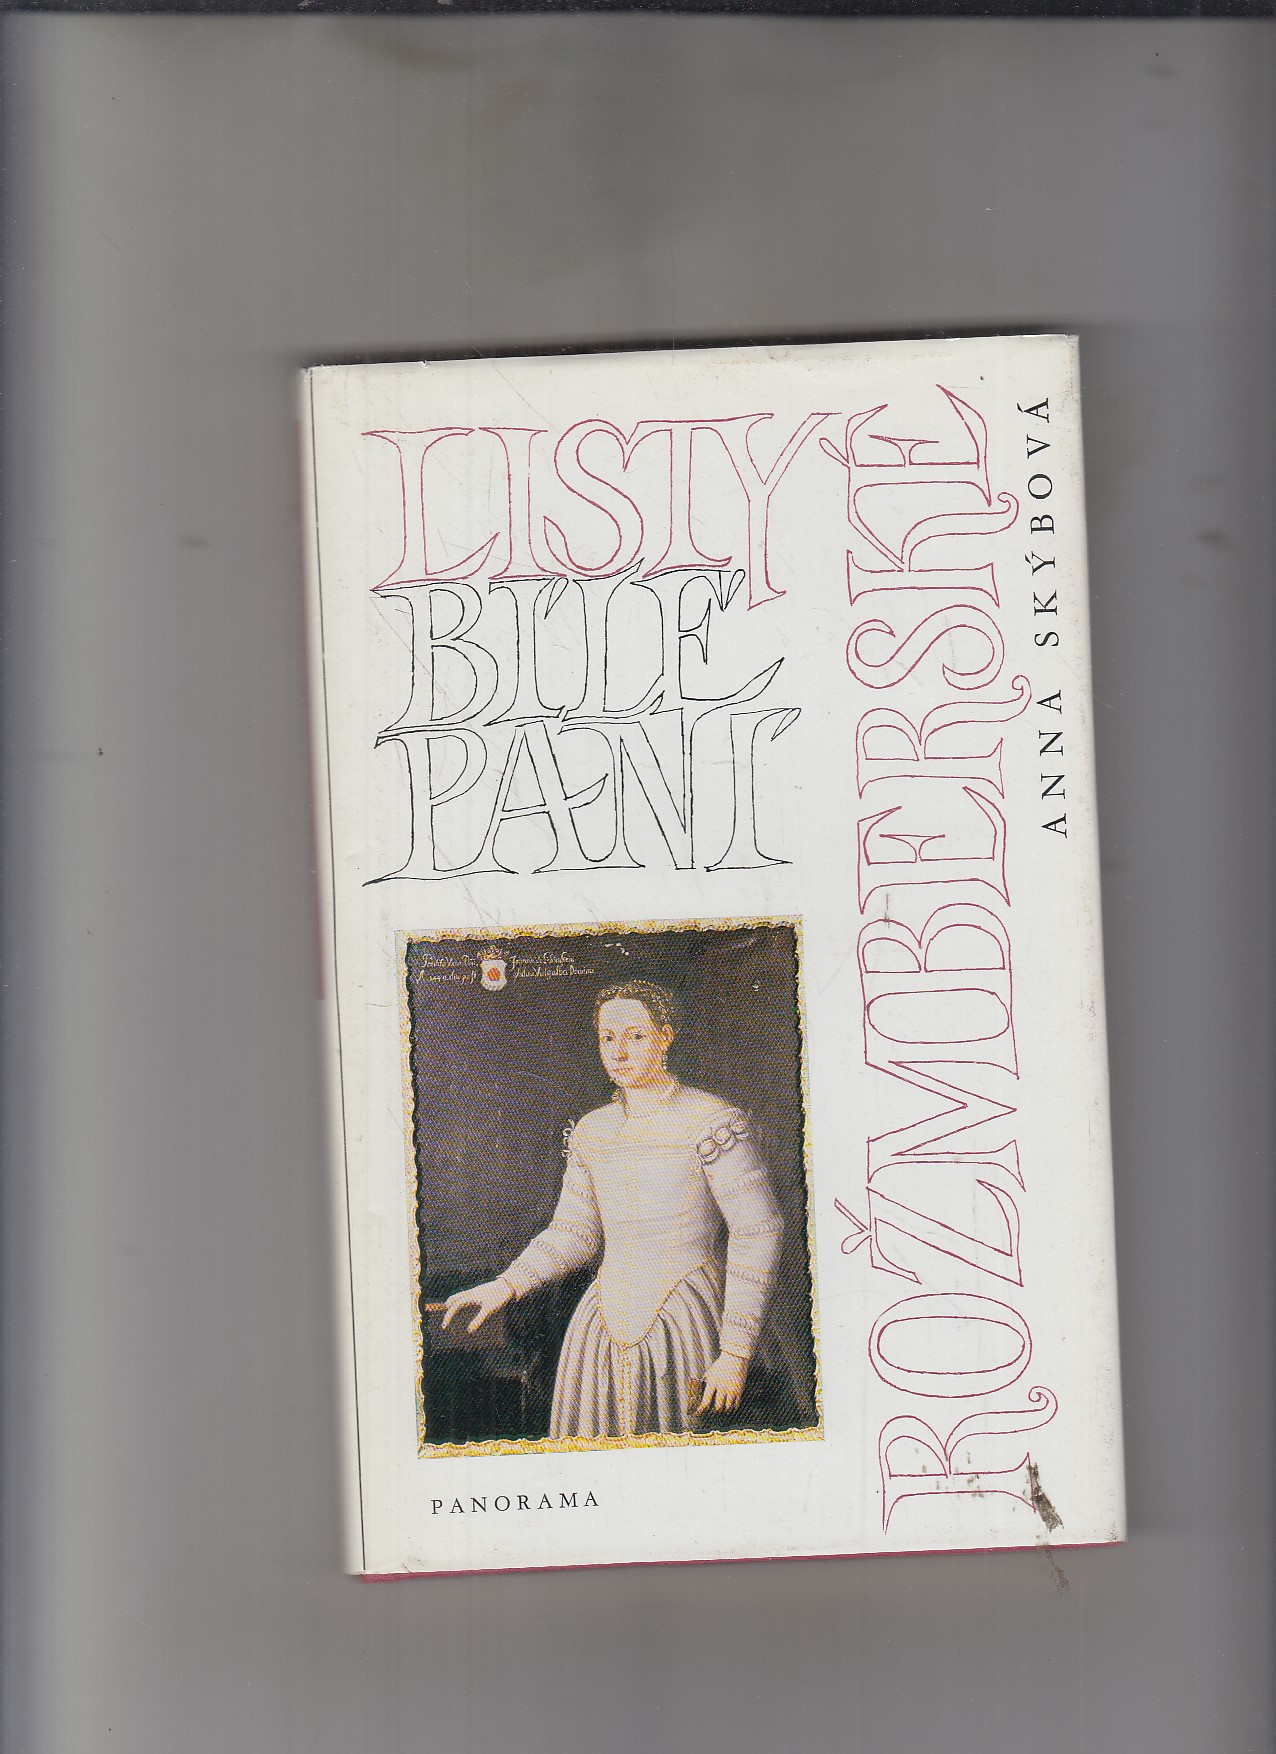 LISTY
BÍLÉ
PANÍ
ROŽMBERSKÉ
ANNA SKÝBOVÁ
PANORAMA